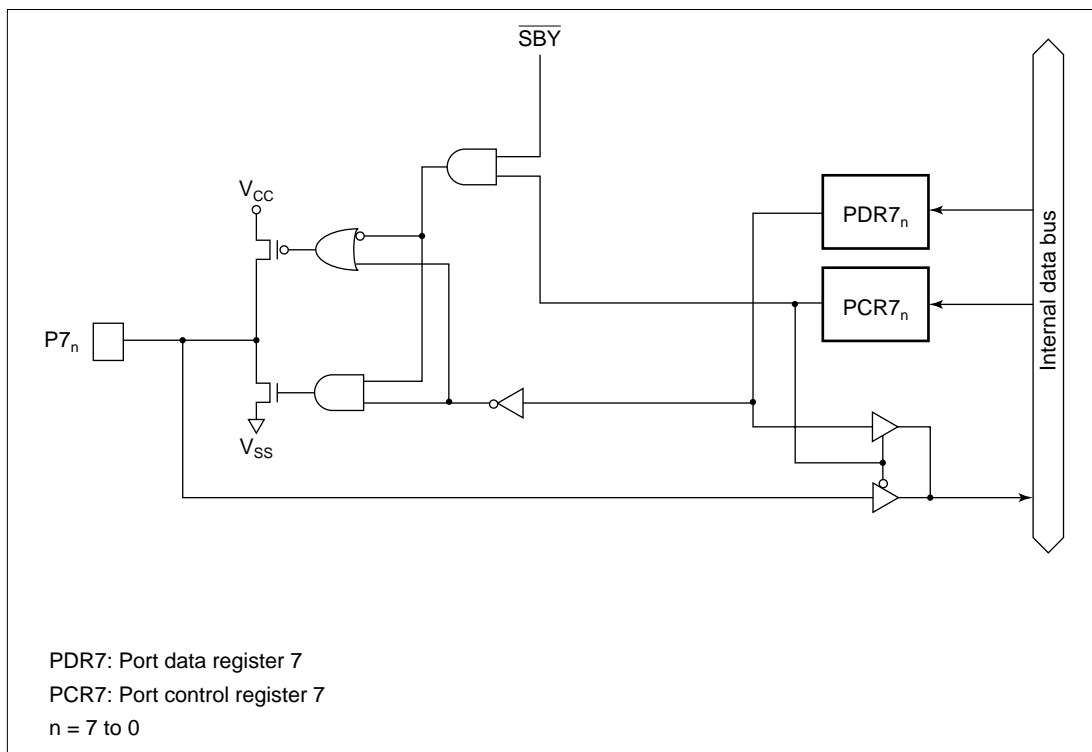 SBY
PDR7n
VCC
PCR7n
Internal data bus
P7n
VSS
PDR7: Port data register 7
PCR7: Port control register 7
n = 7 to 0